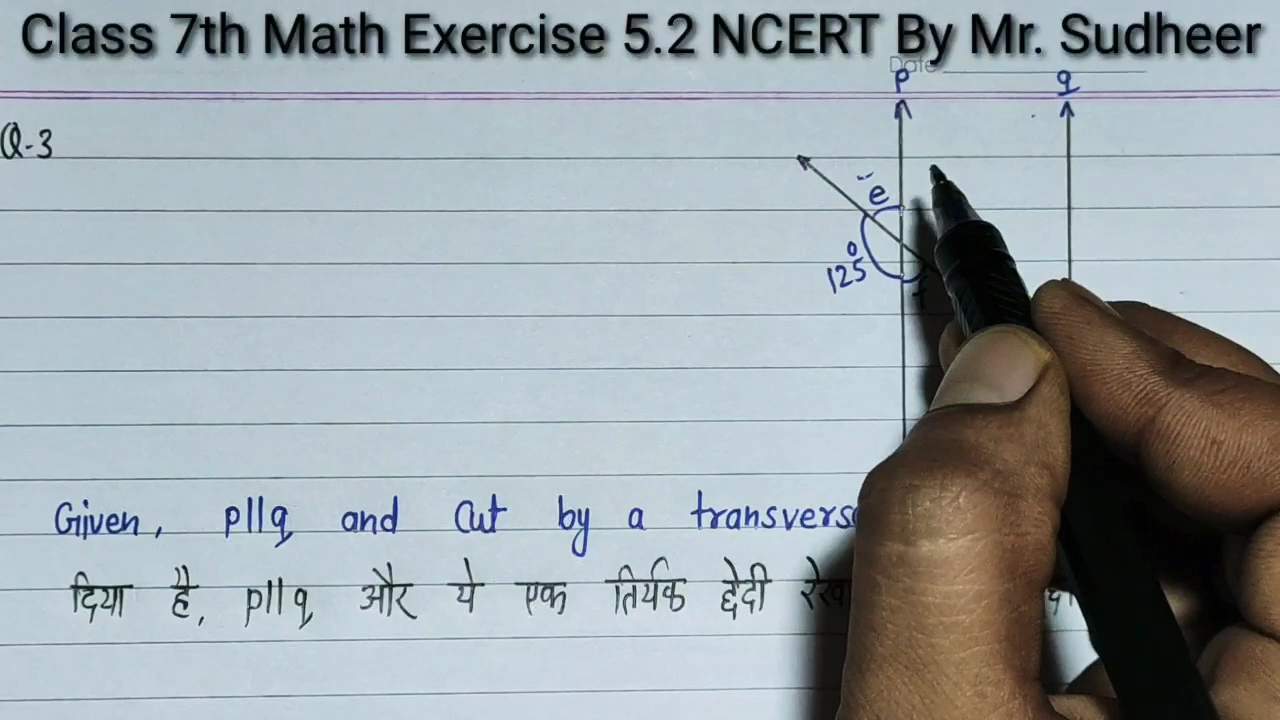 Class 7th Math Exercise 5.2 NCERT By Mr. Sudheer
Date
p q
Q-3
e
125°
Given, p||q and Cut by a
दिया है, p||q और ये एक तिर्यक छेदी